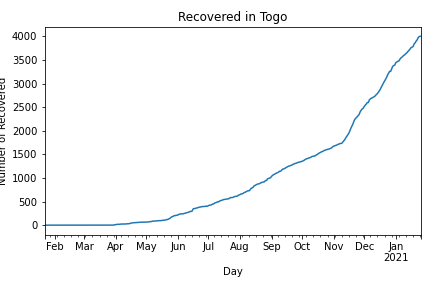 Recovered in Togo
Number of Recovered
4000
3500
3000
2500
2000
1500
1000
500
0
Feb Mar Apr May Jun Jul Aug Sep Oct Nov Dec Jan
2021
Day